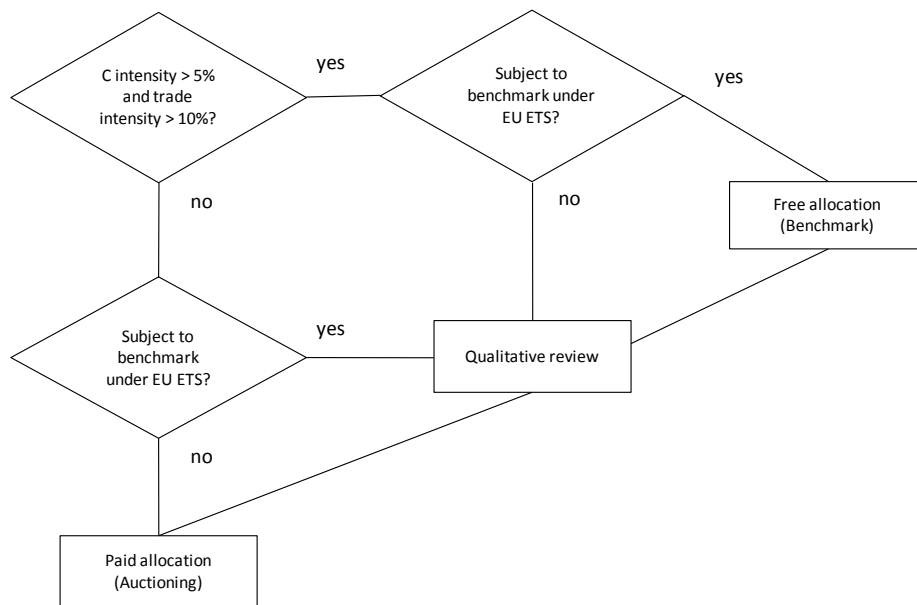 C intensity > 5%
and trade
intensity > 10%?
yes
Subject to
benchmark under
EU ETS?
yes
no
no
Free allocation
(Benchmark)
Subject to
benchmark
under EU ETS?
yes
Qualitative review
no
Paid allocation
(Auctioning)